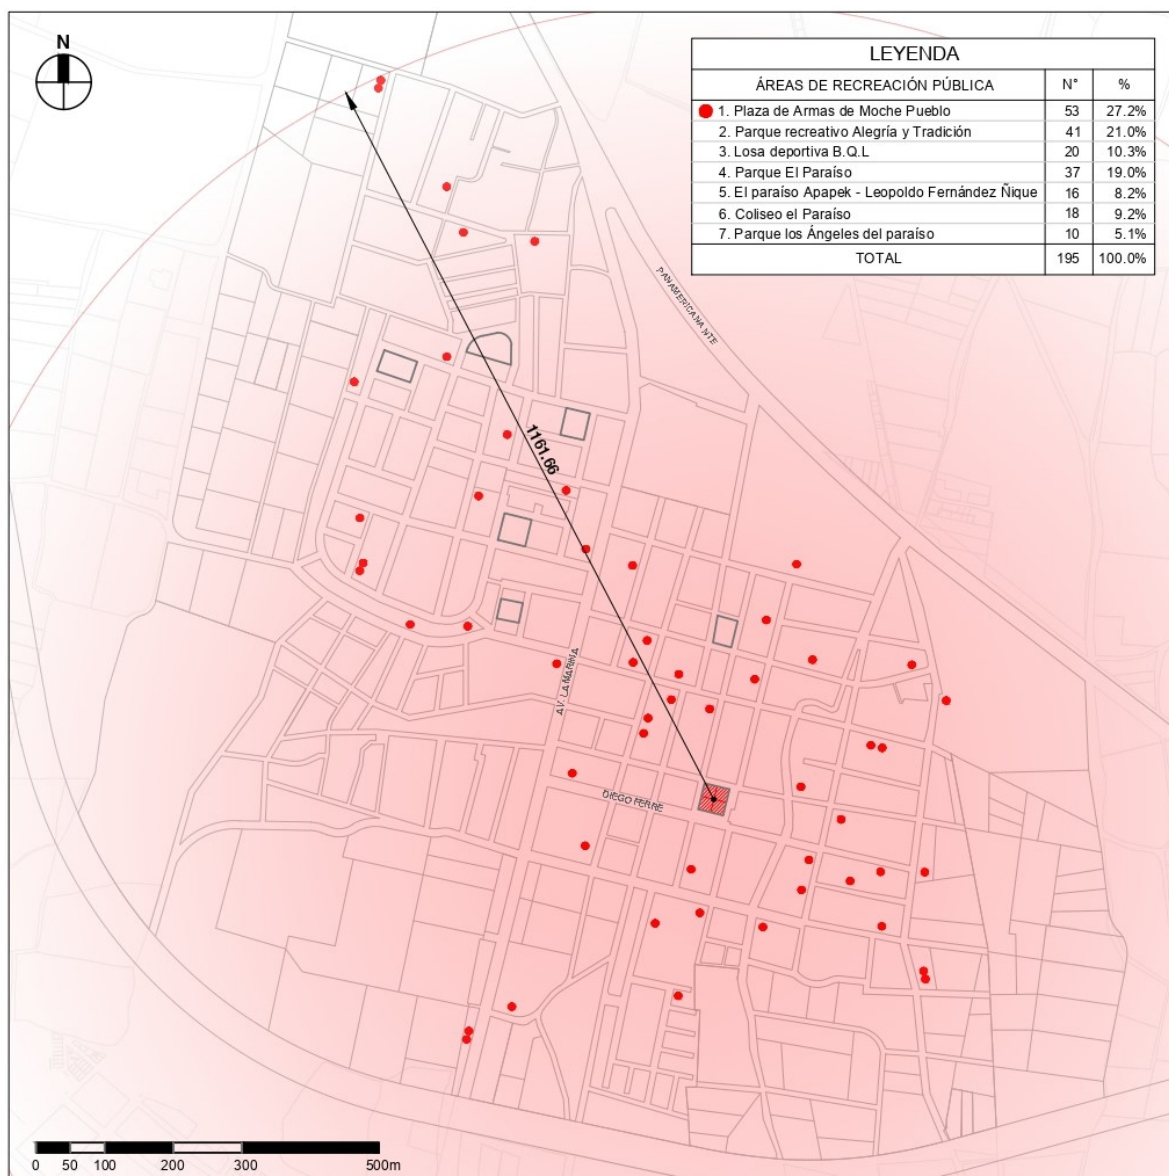 N
LEYENDA
ÁREAS DE RECREACIÓN PÚBLICA N° %
1. Plaza de Armas de Moche Pueblo 53 27.2%
2. Parque recreativo Alegría y Tradición 41 21.0%
3. Losa deportiva B.Q.L 20 10.3%
4. Parque El Paraíso 37 19.0%
5. El paraíso Apapek - Leopoldo Fernández Ñique 16 8.2%
6. Coliseo el Paraíso 18 9.2%
7. Parque los Ángeles del paraíso 10 5.1%
TOTAL 195 100.0%
PANAMERICANA NTE
1161.66
AV. LA MARINA
DIEGO FERRE
0 50 100 200 300 500m